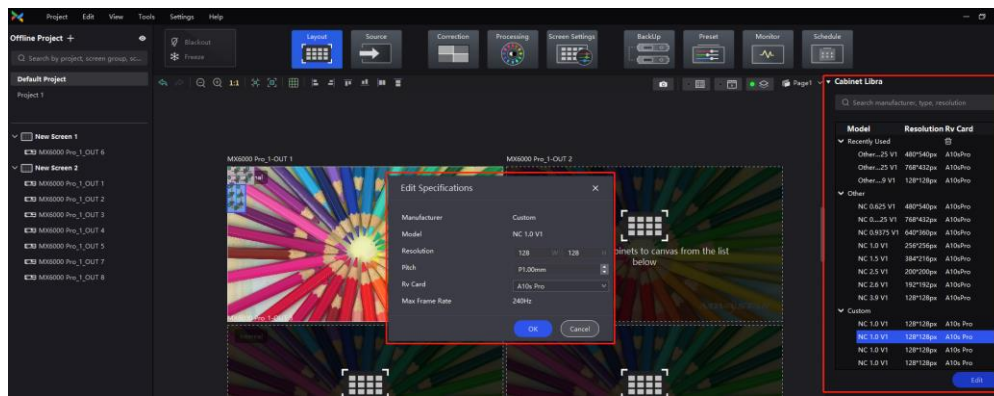 Project Edit View Tools Settings Help
Offline Project +
Search by project, screen group, sc...
Default Project
Project 1
New Screen 1
MX6000 Pro_1_OUT 6
New Screen 2
MX6000 Pro_1_OUT 1
MX6000 Pro_1_OUT 2
MX6000 Pro_1_OUT 3
MX6000 Pro_1_OUT 4
MX6000 Pro_1_OUT 5
MX6000 Pro_1_OUT 7
MX6000 Pro_1_OUT 8
Blackout
Freeze
Layout
Source
Correction
Processing
Screen Settings
BackUp
Preset
Monitor
Schedule
1:1
Page1
MX6000 Pro_1-OUT 1
MX6000 Pro_1-OUT 2
binets to canvas from the list
below
Edit Specifications
Manufacturer Custom
Model NC 1.0 V1
Resolution 128 128
Pitch P1.00mm
Rv Card A10s Pro
Max Frame Rate 240Hz
OK Cancel
Cabinet Libra
Search manufacturer, type, resolution
Model Resolution Rv Card
Recently Used
Other...25 V1 480*540px A10sPro
Other...25 V1 768*432px A10sPro
Other...9 V1 128*128px A10sPro
Other
NC 0.625 V1 480*540px A10sPro
NC 0....25 V1 768*432px A10sPro
NC 0.9375 V1 640*360px A10sPro
NC 1.0 V1 256*256px A10sPro
NC 1.5 V1 384*216px A10sPro
NC 2.5 V1 200*200px A10sPro
NC 2.6 V1 192*192px A10sPro
NC 3.9 V1 128*128px A10sPro
Custom
NC 1.0 V1 128*128px A10s Pro
NC 1.0 V1 128*128px A10s Pro
NC 1.0 V1 128*128px A10s Pro
NC 1.0 V1 128*128px A10s Pro
Edit